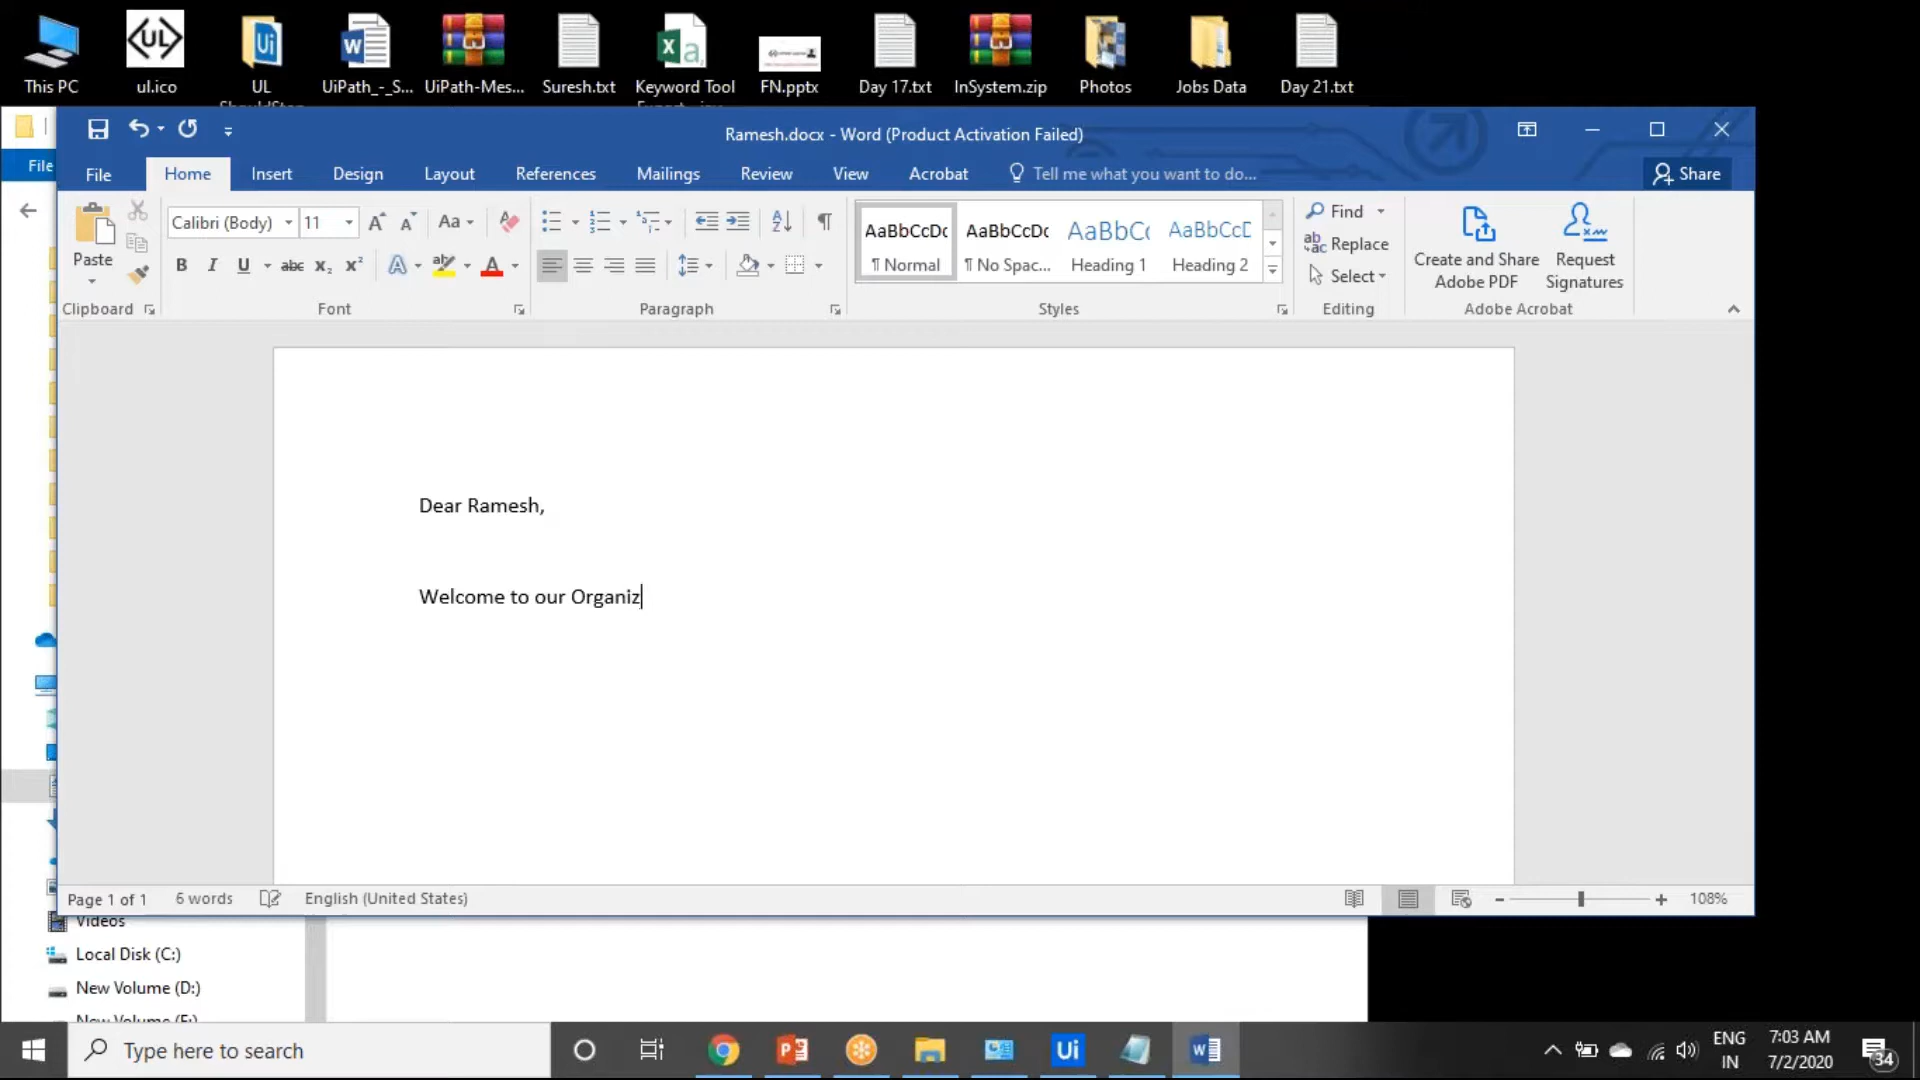 This PC
ul.ico
UL
UiPath_-_S...
UiPath-Mes...
Suresh.txt
Keyword Tool
FN.pptx
Day 17.txt
InSystem.zip
Photos
Jobs Data
Day 21.txt
Ramesh.docx - Word (Product Activation Failed)
File
File Home Insert Design Layout References Mailings Review View Acrobat Tell me what you want to do... Share
Paste
Calibri (Body) 11 Aa
B I U abc x₂ x²
AaBbCcDc AaBbCcDc AaBbCc AaBbCcD
¶ Normal ¶ No Spac... Heading 1 Heading 2
Find
Replace
Select
Create and Share
Adobe PDF
Request
Signatures
Clipboard Font Paragraph Styles Editing Adobe Acrobat
Dear Ramesh,
Welcome to our Organiz
Page 1 of 1 6 words English (United States) 108%
Videos
Local Disk (C:)
New Volume (D:)
Type here to search
Ui
ENG
IN
7:03 AM
7/2/2020
34